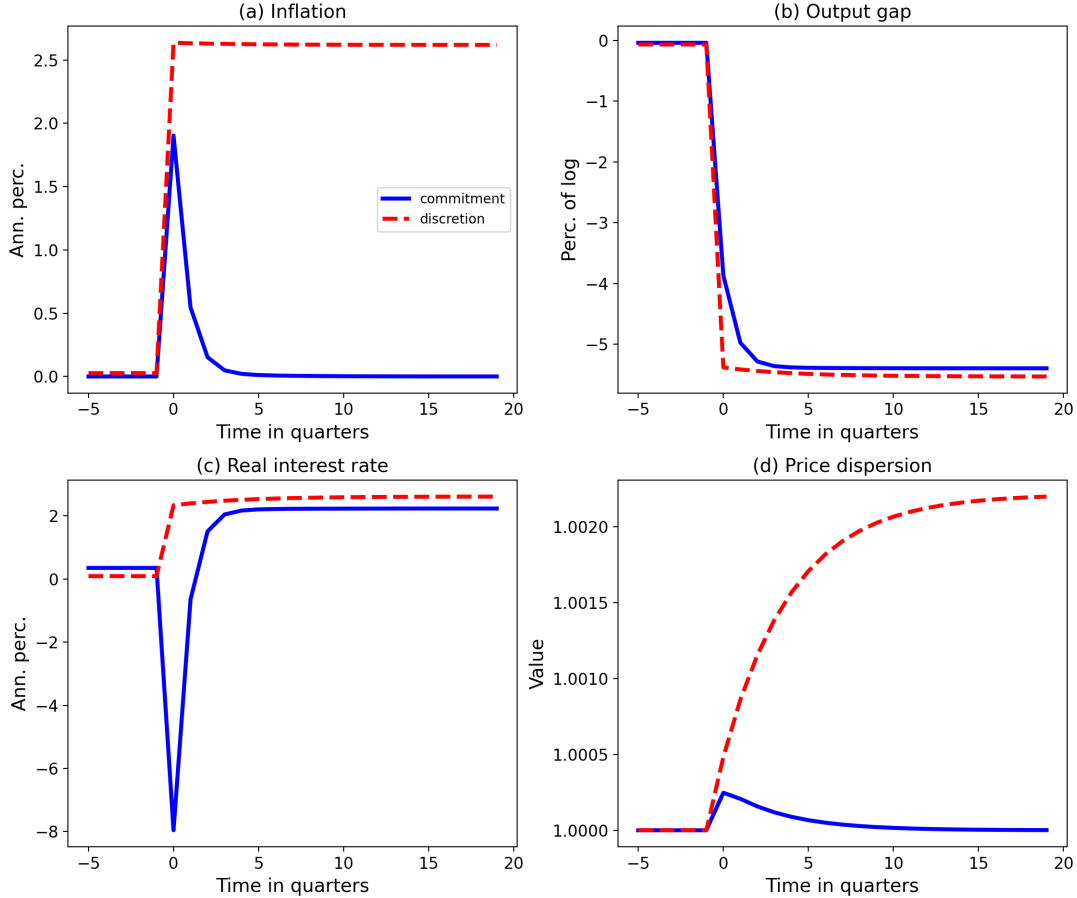 (a) Inflation
Ann. perc.
2.5
2.0
1.5
1.0
0.5
0.0
−5 0 5 10 15 20
Time in quarters
commitment
discretion
(b) Output gap
Perc. of log
0
−1
−2
−3
−4
−5
−5 0 5 10 15 20
Time in quarters
(c) Real interest rate
Ann. perc.
2
0
−2
−4
−6
−8
−5 0 5 10 15 20
Time in quarters
(d) Price dispersion
Value
1.0020
1.0015
1.0010
1.0005
1.0000
−5 0 5 10 15 20
Time in quarters